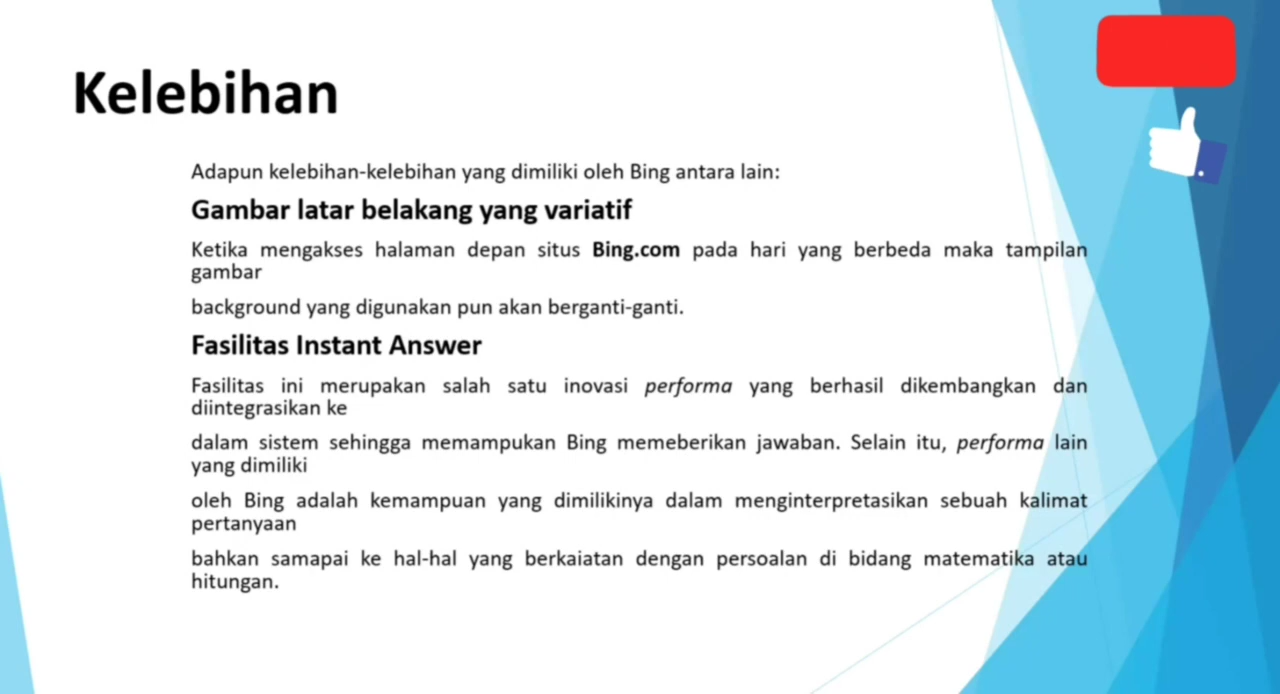 Kelebihan
Adapun kelebihan-kelebihan yang dimiliki oleh Bing antara lain:
Gambar latar belakang yang variatif
Ketika mengakses halaman depan situs Bing.com pada hari yang berbeda maka tampilan
gambar
background yang digunakan pun akan berganti-ganti.
Fasilitas Instant Answer
Fasilitas ini merupakan salah satu inovasi performa yang berhasil dikembangkan dan
diintegrasikan ke
dalam sistem sehingga memampukan Bing memeberikan jawaban. Selain itu, performa lain
yang dimiliki
oleh Bing adalah kemampuan yang dimilikinya dalam menginterpretasikan sebuah kalimat
pertanyaan
bahkan samapai ke hal-hal yang berkaiatan dengan persoalan di bidang matematika atau
hitungan.